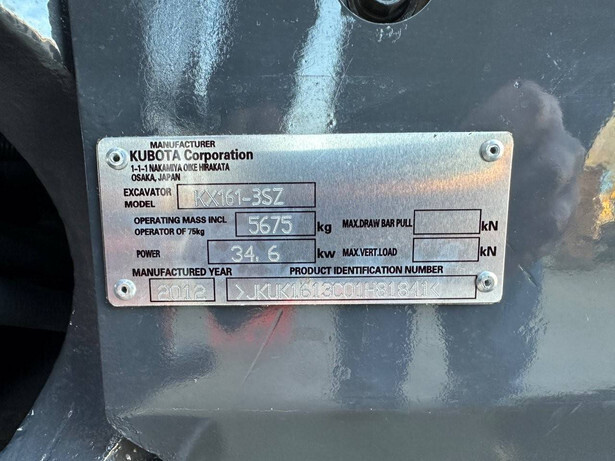 MANUFACTURER
KUBOTA Corporation
1-1-1 NAKAMIYA OIKE HIRAKATA
OSAKA, JAPAN
EXCAVATOR MODEL KX161-3SZ
OPERATING MASS INCL. OPERATOR OF 75kg 5675 kg MAX.DRAW BAR PULL kN
POWER 34.6 kw MAX.VERT.LOAD kN
MANUFACTURED YEAR PRODUCT IDENTIFICATION NUMBER
2012 >JKUK1613C01H81841<